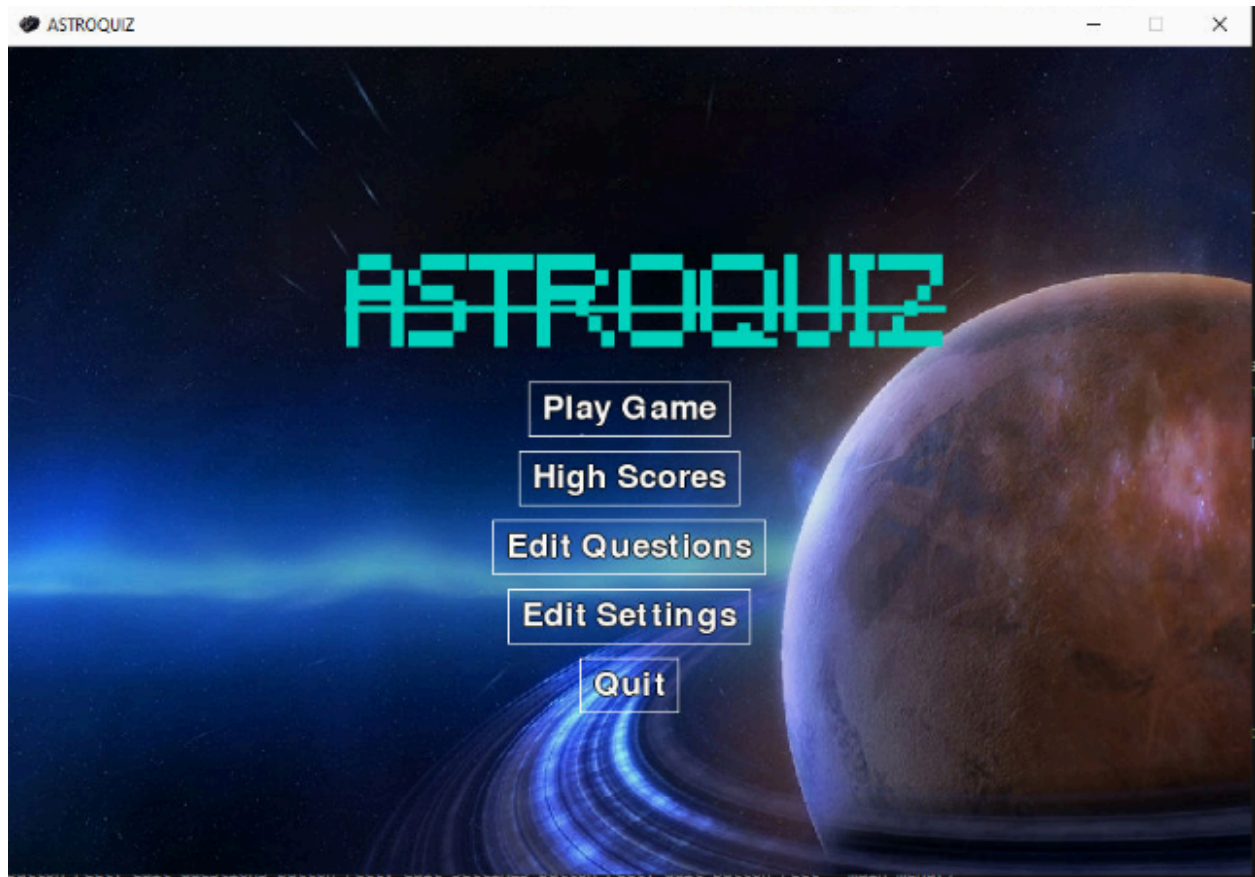 ASTROQUIZ
ASTROQUIZ
Play Game
High Scores
Edit Questions
Edit Settings
Quit